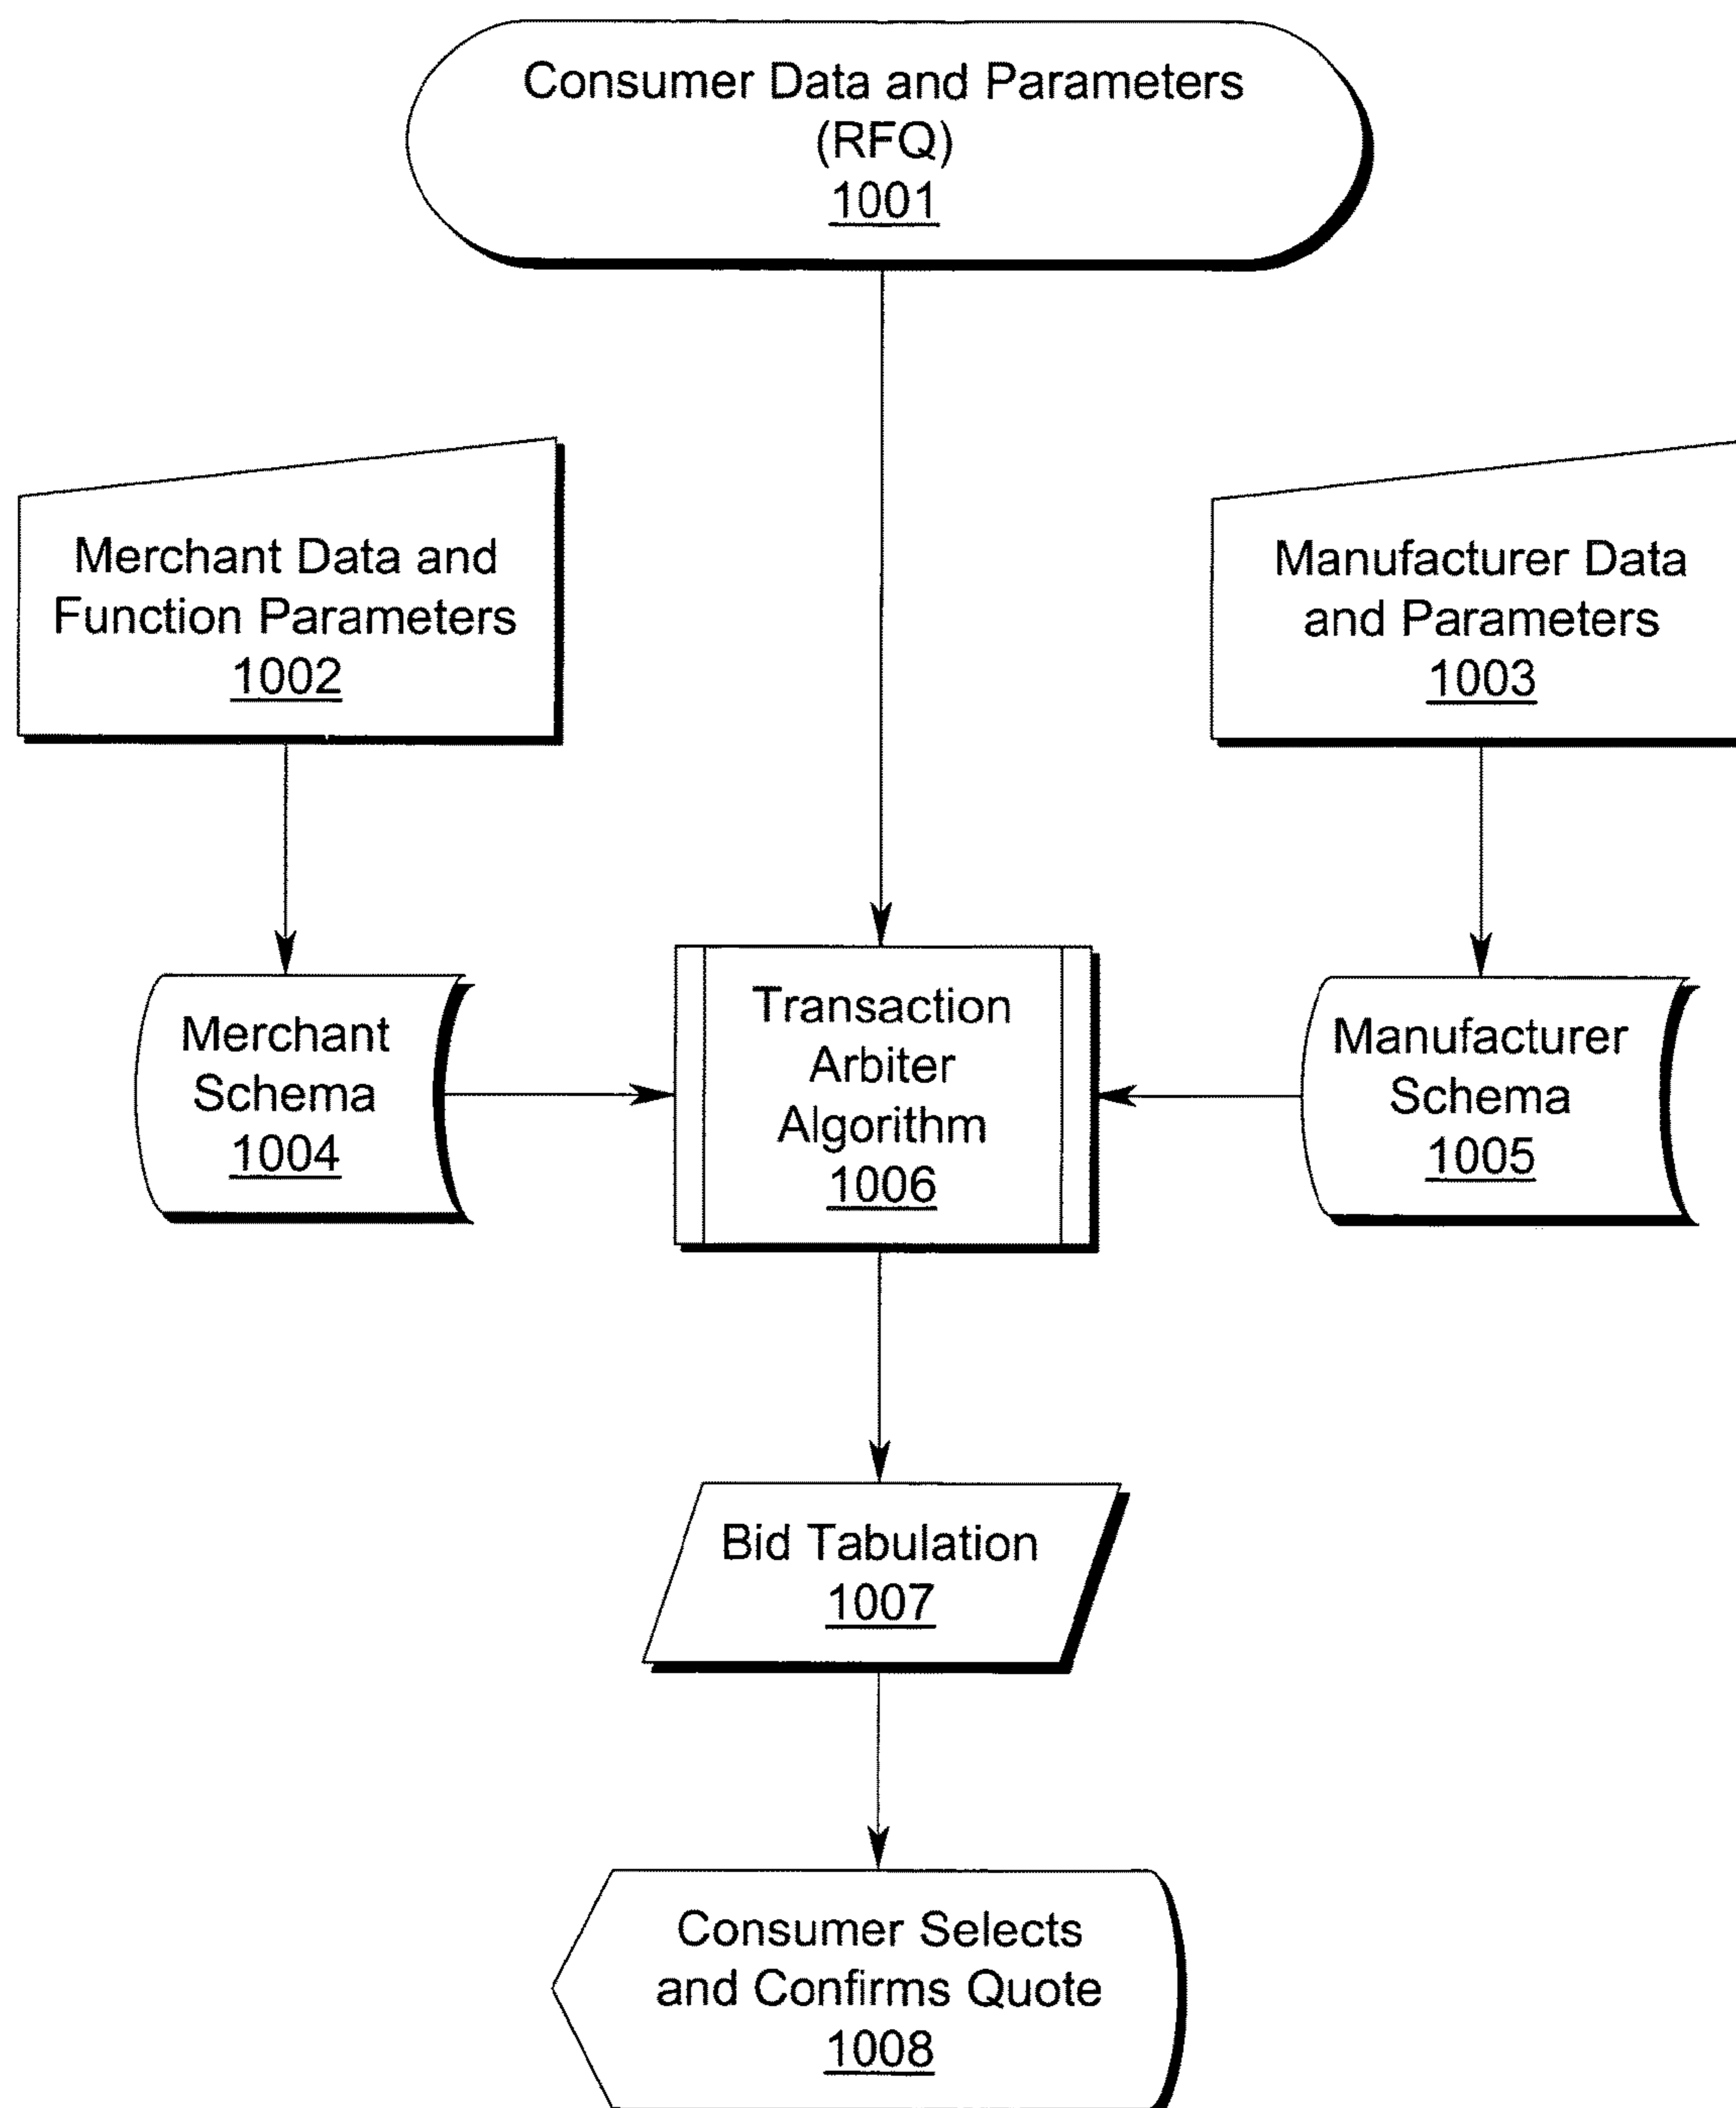 Consumer Data and Parameters
(RFQ)
1001
Merchant Data and
Function Parameters
1002
Manufacturer Data
and Parameters
1003
Merchant
Schema
1004
Transaction
Arbiter
Algorithm
1006
Manufacturer
Schema
1005
Bid Tabulation
1007
Consumer Selects
and Confirms Quote
1008